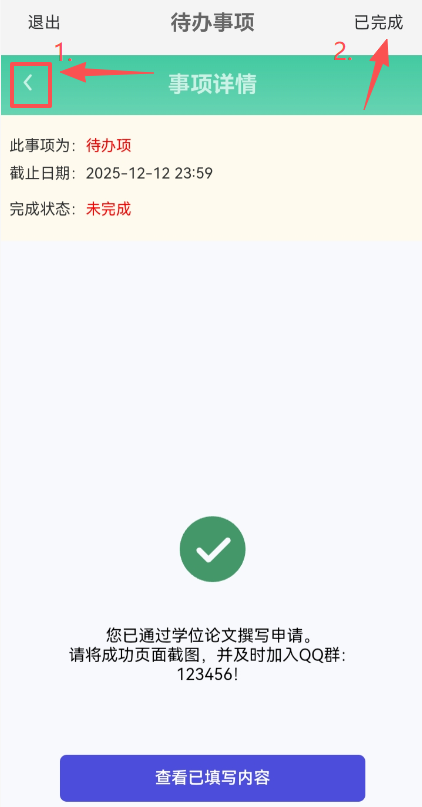 退出 待办事项 已完成
1. 2.
事项详情
此事项为：待办项
截止日期：2025-12-12 23:59
完成状态：未完成
您已通过学位论文撰写申请。
请将成功页面截图，并及时加入QQ群：
123456！
查看已填写内容